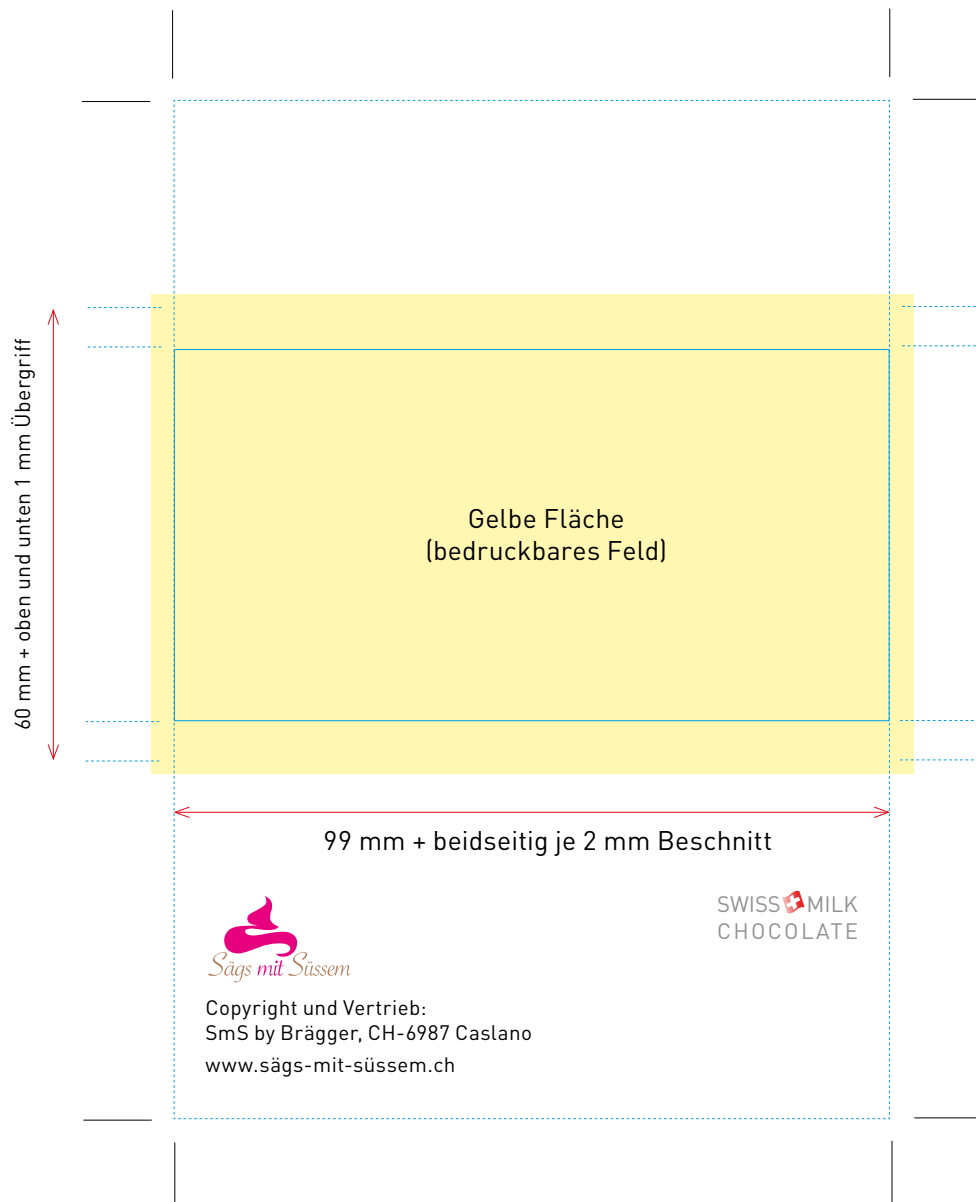 60 mm + oben und unten 1 mm Übergriff
Gelbe Fläche
(bedruckbares Feld)
99 mm + beidseitig je 2 mm Beschnitt
SWISS MILK
CHOCOLATE
Sägs mit Süssem
Copyright und Vertrieb:
SmS by Brägger, CH-6987 Caslano
www.sägs-mit-süssem.ch